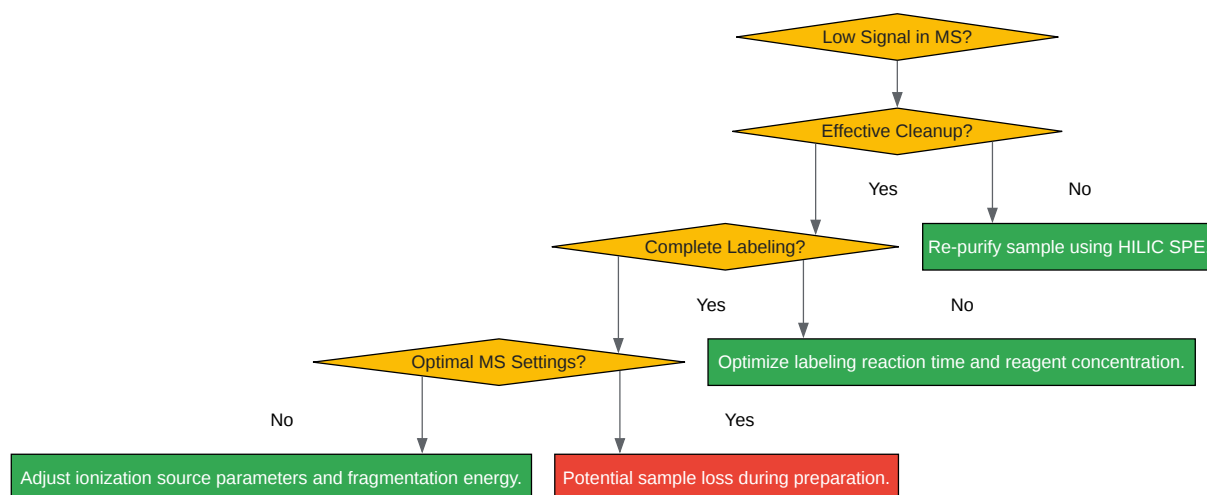 Low Signal in MS?
Effective Cleanup?
Yes
No
Complete Labeling?
Re-purify sample using HILIC SPE
Yes
No
Optimal MS Settings?
Optimize labeling reaction time and reagent concentration.
No
Yes
Adjust ionization source parameters and fragmentation energy.
Potential sample loss during preparation.